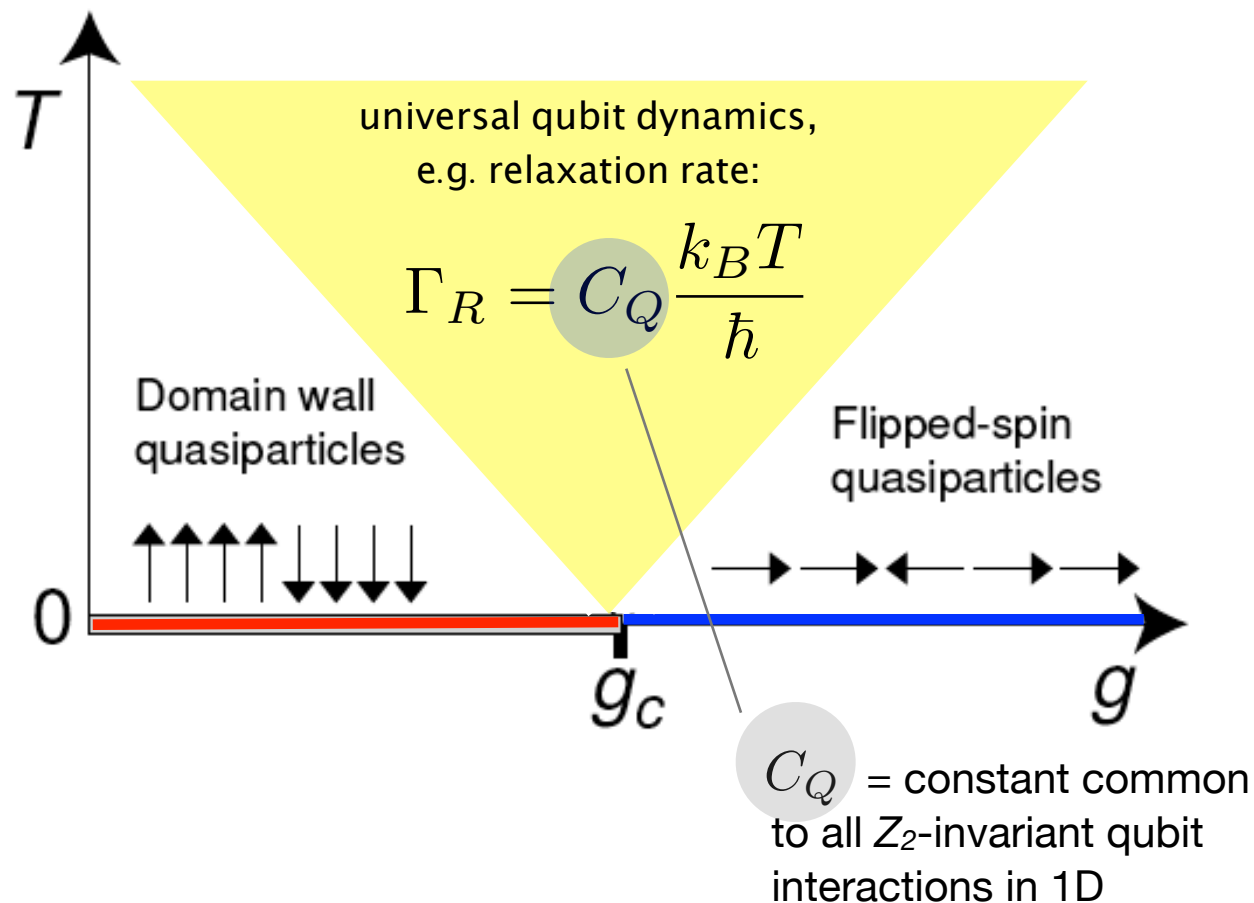 T
universal qubit dynamics,
e.g. relaxation rate:
Γ_R = C_Q k_B T / ħ
Domain wall
quasiparticles
Flipped-spin
quasiparticles
0
g_c
g
C_Q = constant common
to all Z₂-invariant qubit
interactions in 1D